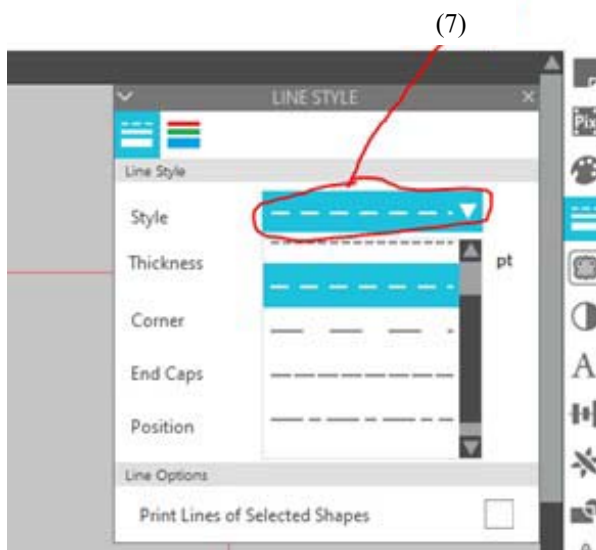 (7)
LINE STYLE
Pix
Line Style
Style
Thickness
pt
Corner
A
End Caps
Position
Line Options
Print Lines of Selected Shapes